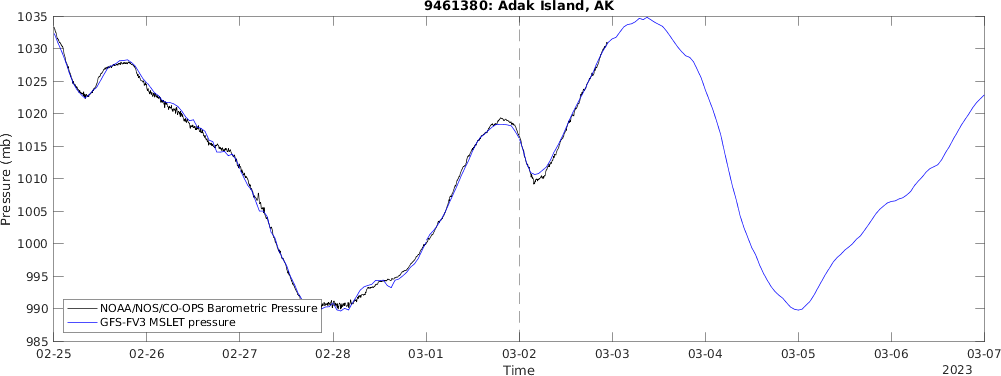 9461380: Adak Island, AK
1035
1030
1025
1020
1015
1010
1005
1000
995
990
985
Pressure (mb)
NOAA/NOS/CO-OPS Barometric Pressure
GFS-FV3 MSLET pressure
02-25 02-26 02-27 02-28 03-01 03-02 03-03 03-04 03-05 03-06 03-07
Time
2023